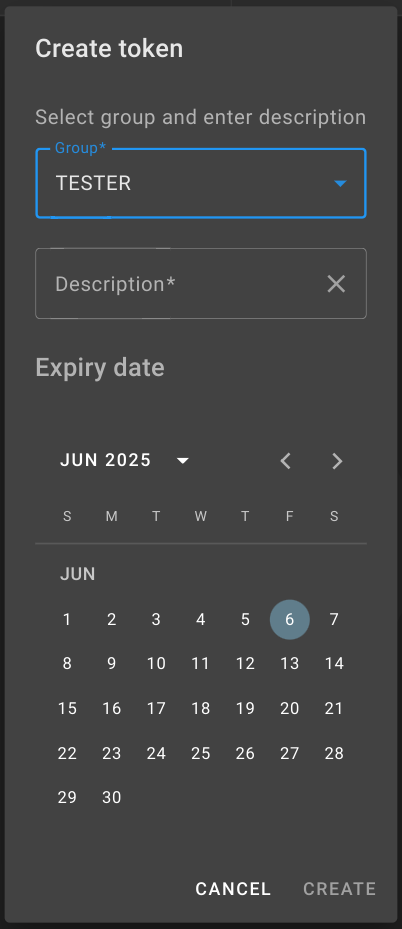 Create token
Select group and enter description
Group*
TESTER
Description*
Expiry date
JUN 2025
S M T W T F S
JUN
1 2 3 4 5 6 7
8 9 10 11 12 13 14
15 16 17 18 19 20 21
22 23 24 25 26 27 28
29 30
CANCEL CREATE